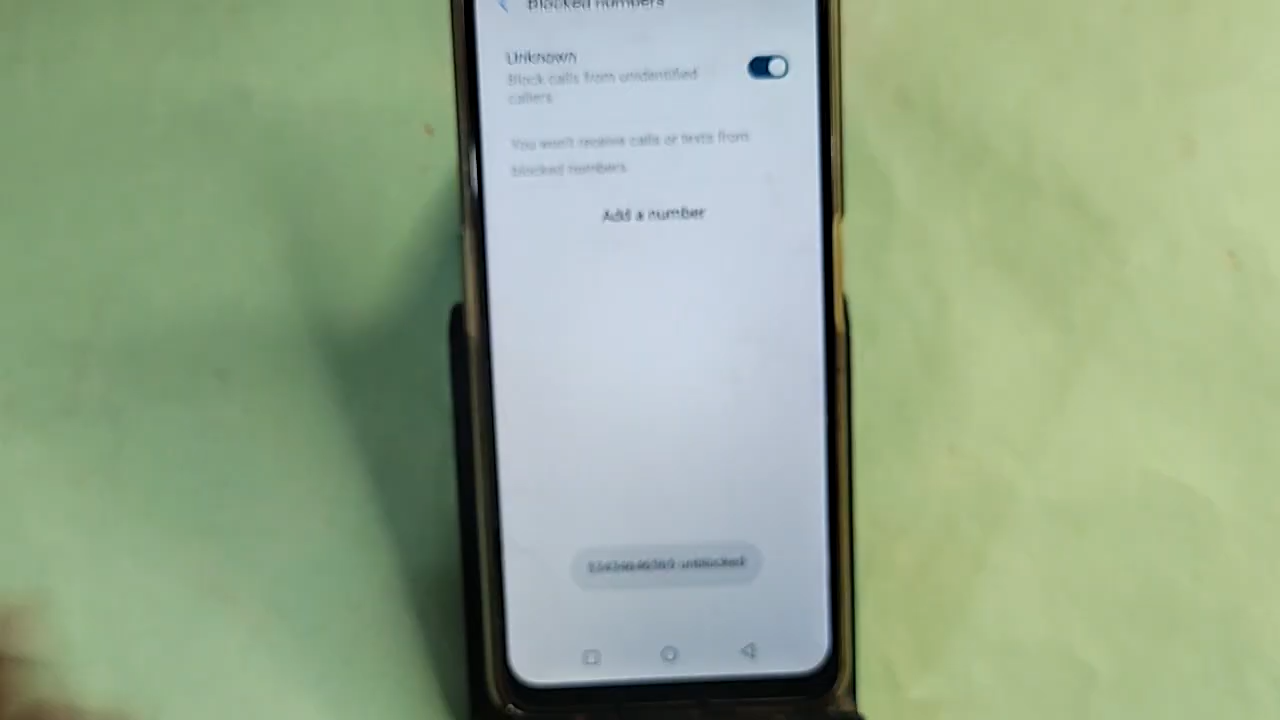 Blocked numbers
Unknown
Block calls from unidentified
callers
You won't receive calls or texts from
blocked numbers.
Add a number
unblocked